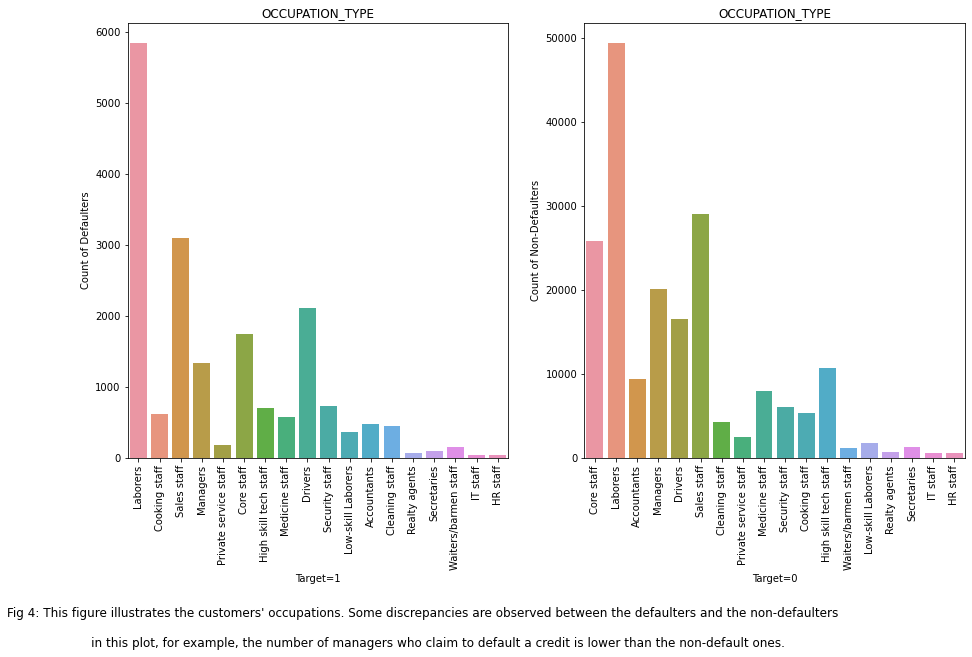 OCCUPATION_TYPE
6000
5000
4000
3000
2000
1000
0
Count of Defaulters
Laborers
Cooking staff
Sales staff
Managers
Private service staff
Core staff
High skill tech staff
Medicine staff
Drivers
Security staff
Low-skill Laborers
Accountants
Cleaning staff
Realty agents
Secretaries
Waiters/barmen staff
IT staff
HR staff
Target=1
OCCUPATION_TYPE
50000
40000
30000
20000
10000
0
Count of Non-Defaulters
Core staff
Laborers
Accountants
Managers
Drivers
Sales staff
Cleaning staff
Private service staff
Medicine staff
Security staff
Cooking staff
High skill tech staff
Waiters/barmen staff
Low-skill Laborers
Realty agents
Secretaries
IT staff
HR staff
Target=0
Fig 4: This figure illustrates the customers' occupations. Some discrepancies are observed between the defaulters and the non-defaulters
in this plot, for example, the number of managers who claim to default a credit is lower than the non-default ones.